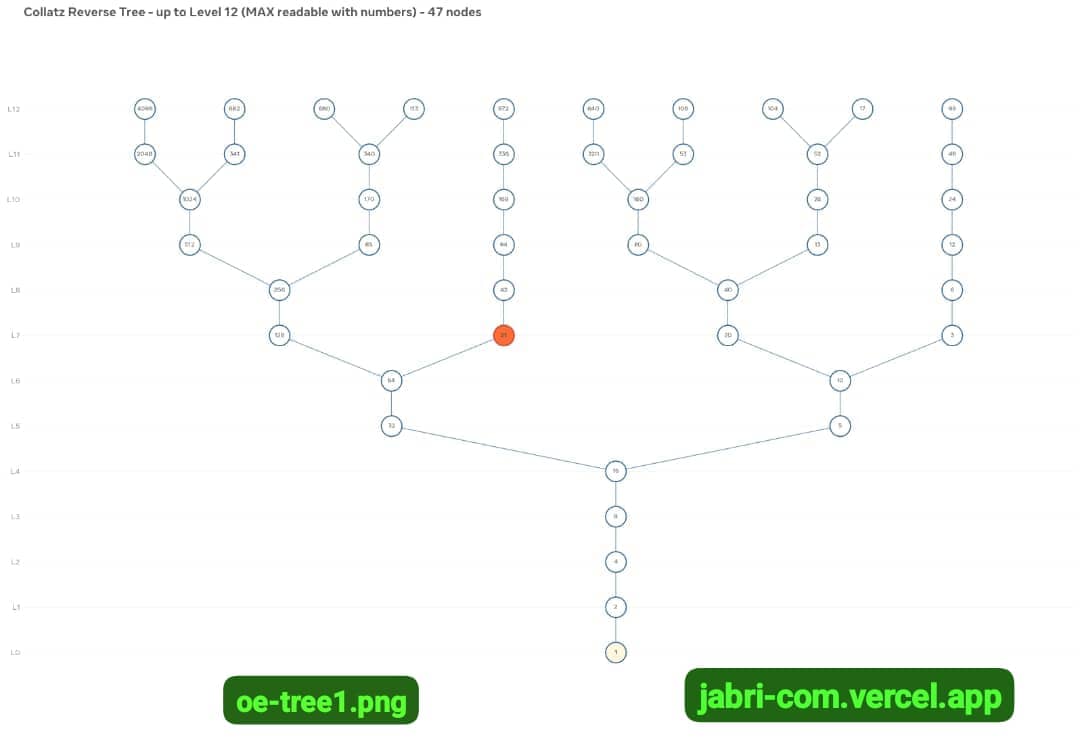 Collatz Reverse Tree - up to Level 12 (MAX readable with numbers) - 47 nodes
L12 4096 682 680 113 672 640 106 104 17 96
L11 2048 341 340 336 320 53 52 48
L10 1024 170 168 160 26 24
L9 512 85 84 80 13 12
L8 256 42 40 6
L7 128 21 20 3
L6 64 10
L5 32 5
L4 16
L3 8
L2 4
L1 2
L0 1
oe-tree1.png
jabri-com.vercel.app